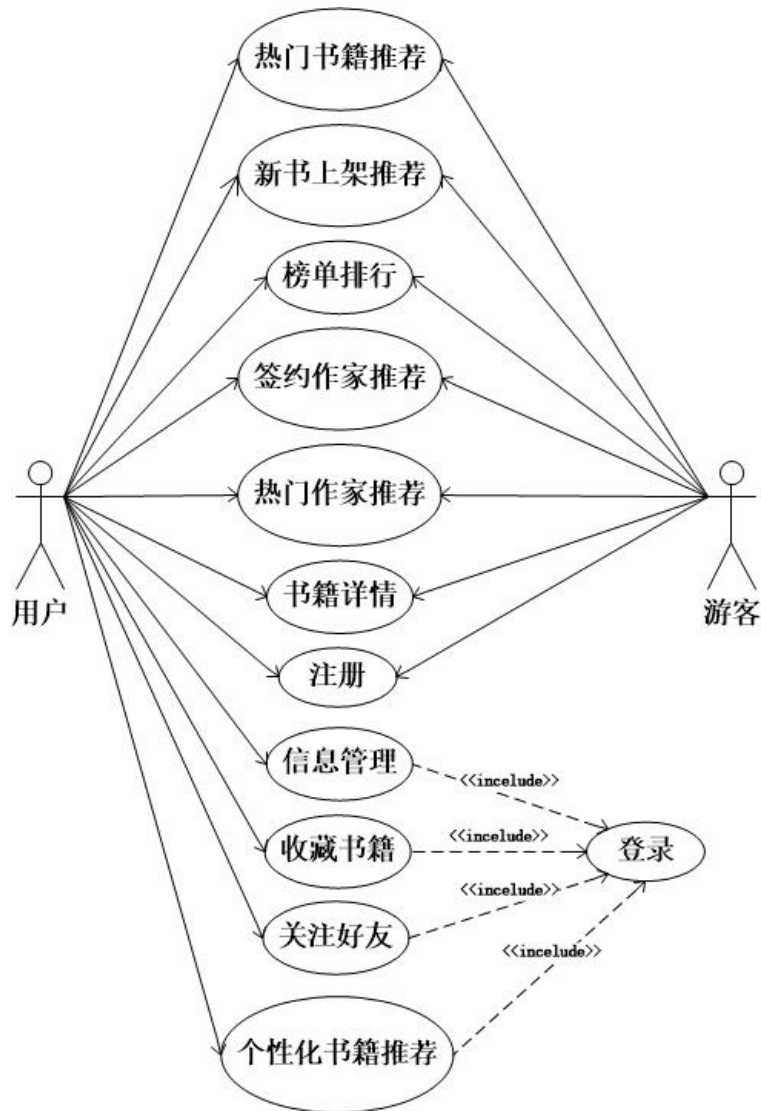 热门书籍推荐
新书上架推荐
榜单排行
签约作家推荐
热门作家推荐
用户
游客
书籍详情
注册
信息管理
<<incelude>>
收藏书籍
<<incelude>>
登录
关注好友
<<incelude>>
<<incelude>>
个性化书籍推荐